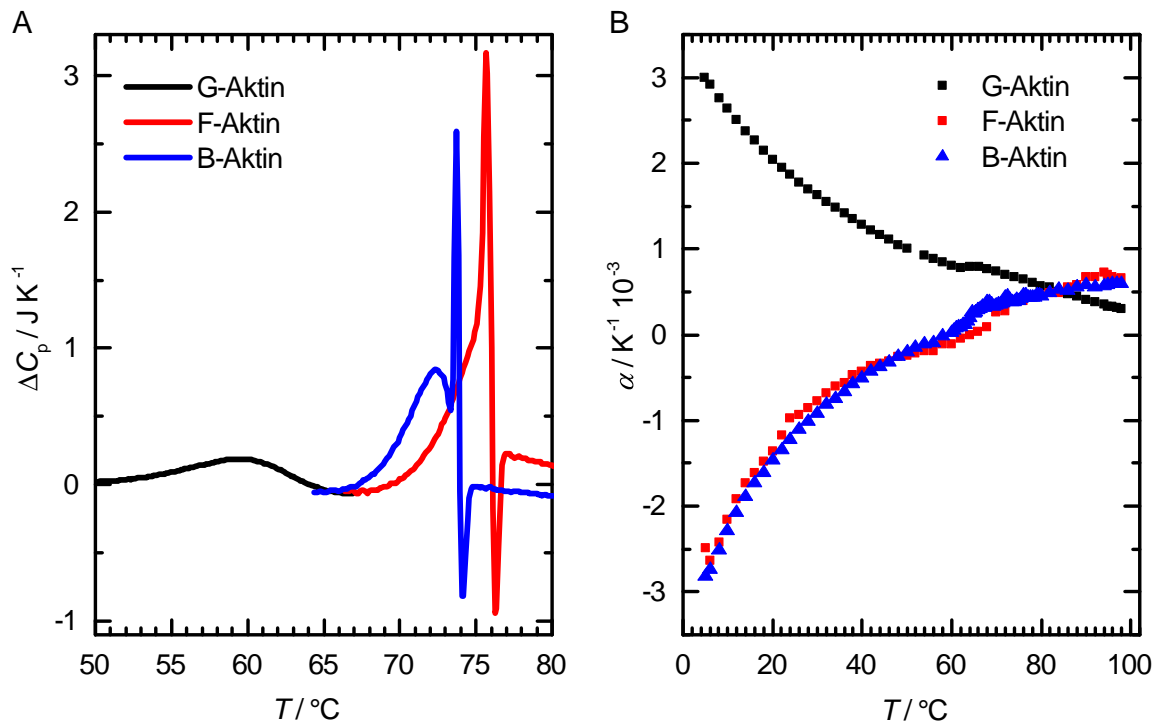 A
G-Aktin
F-Aktin
B-Aktin
ΔCp / J K⁻¹
3
2
1
0
-1
50 55 60 65 70 75 80
T / °C
B
G-Aktin
F-Aktin
B-Aktin
α / K⁻¹ 10⁻³
3
2
1
0
-1
-2
-3
0 20 40 60 80 100
T / °C